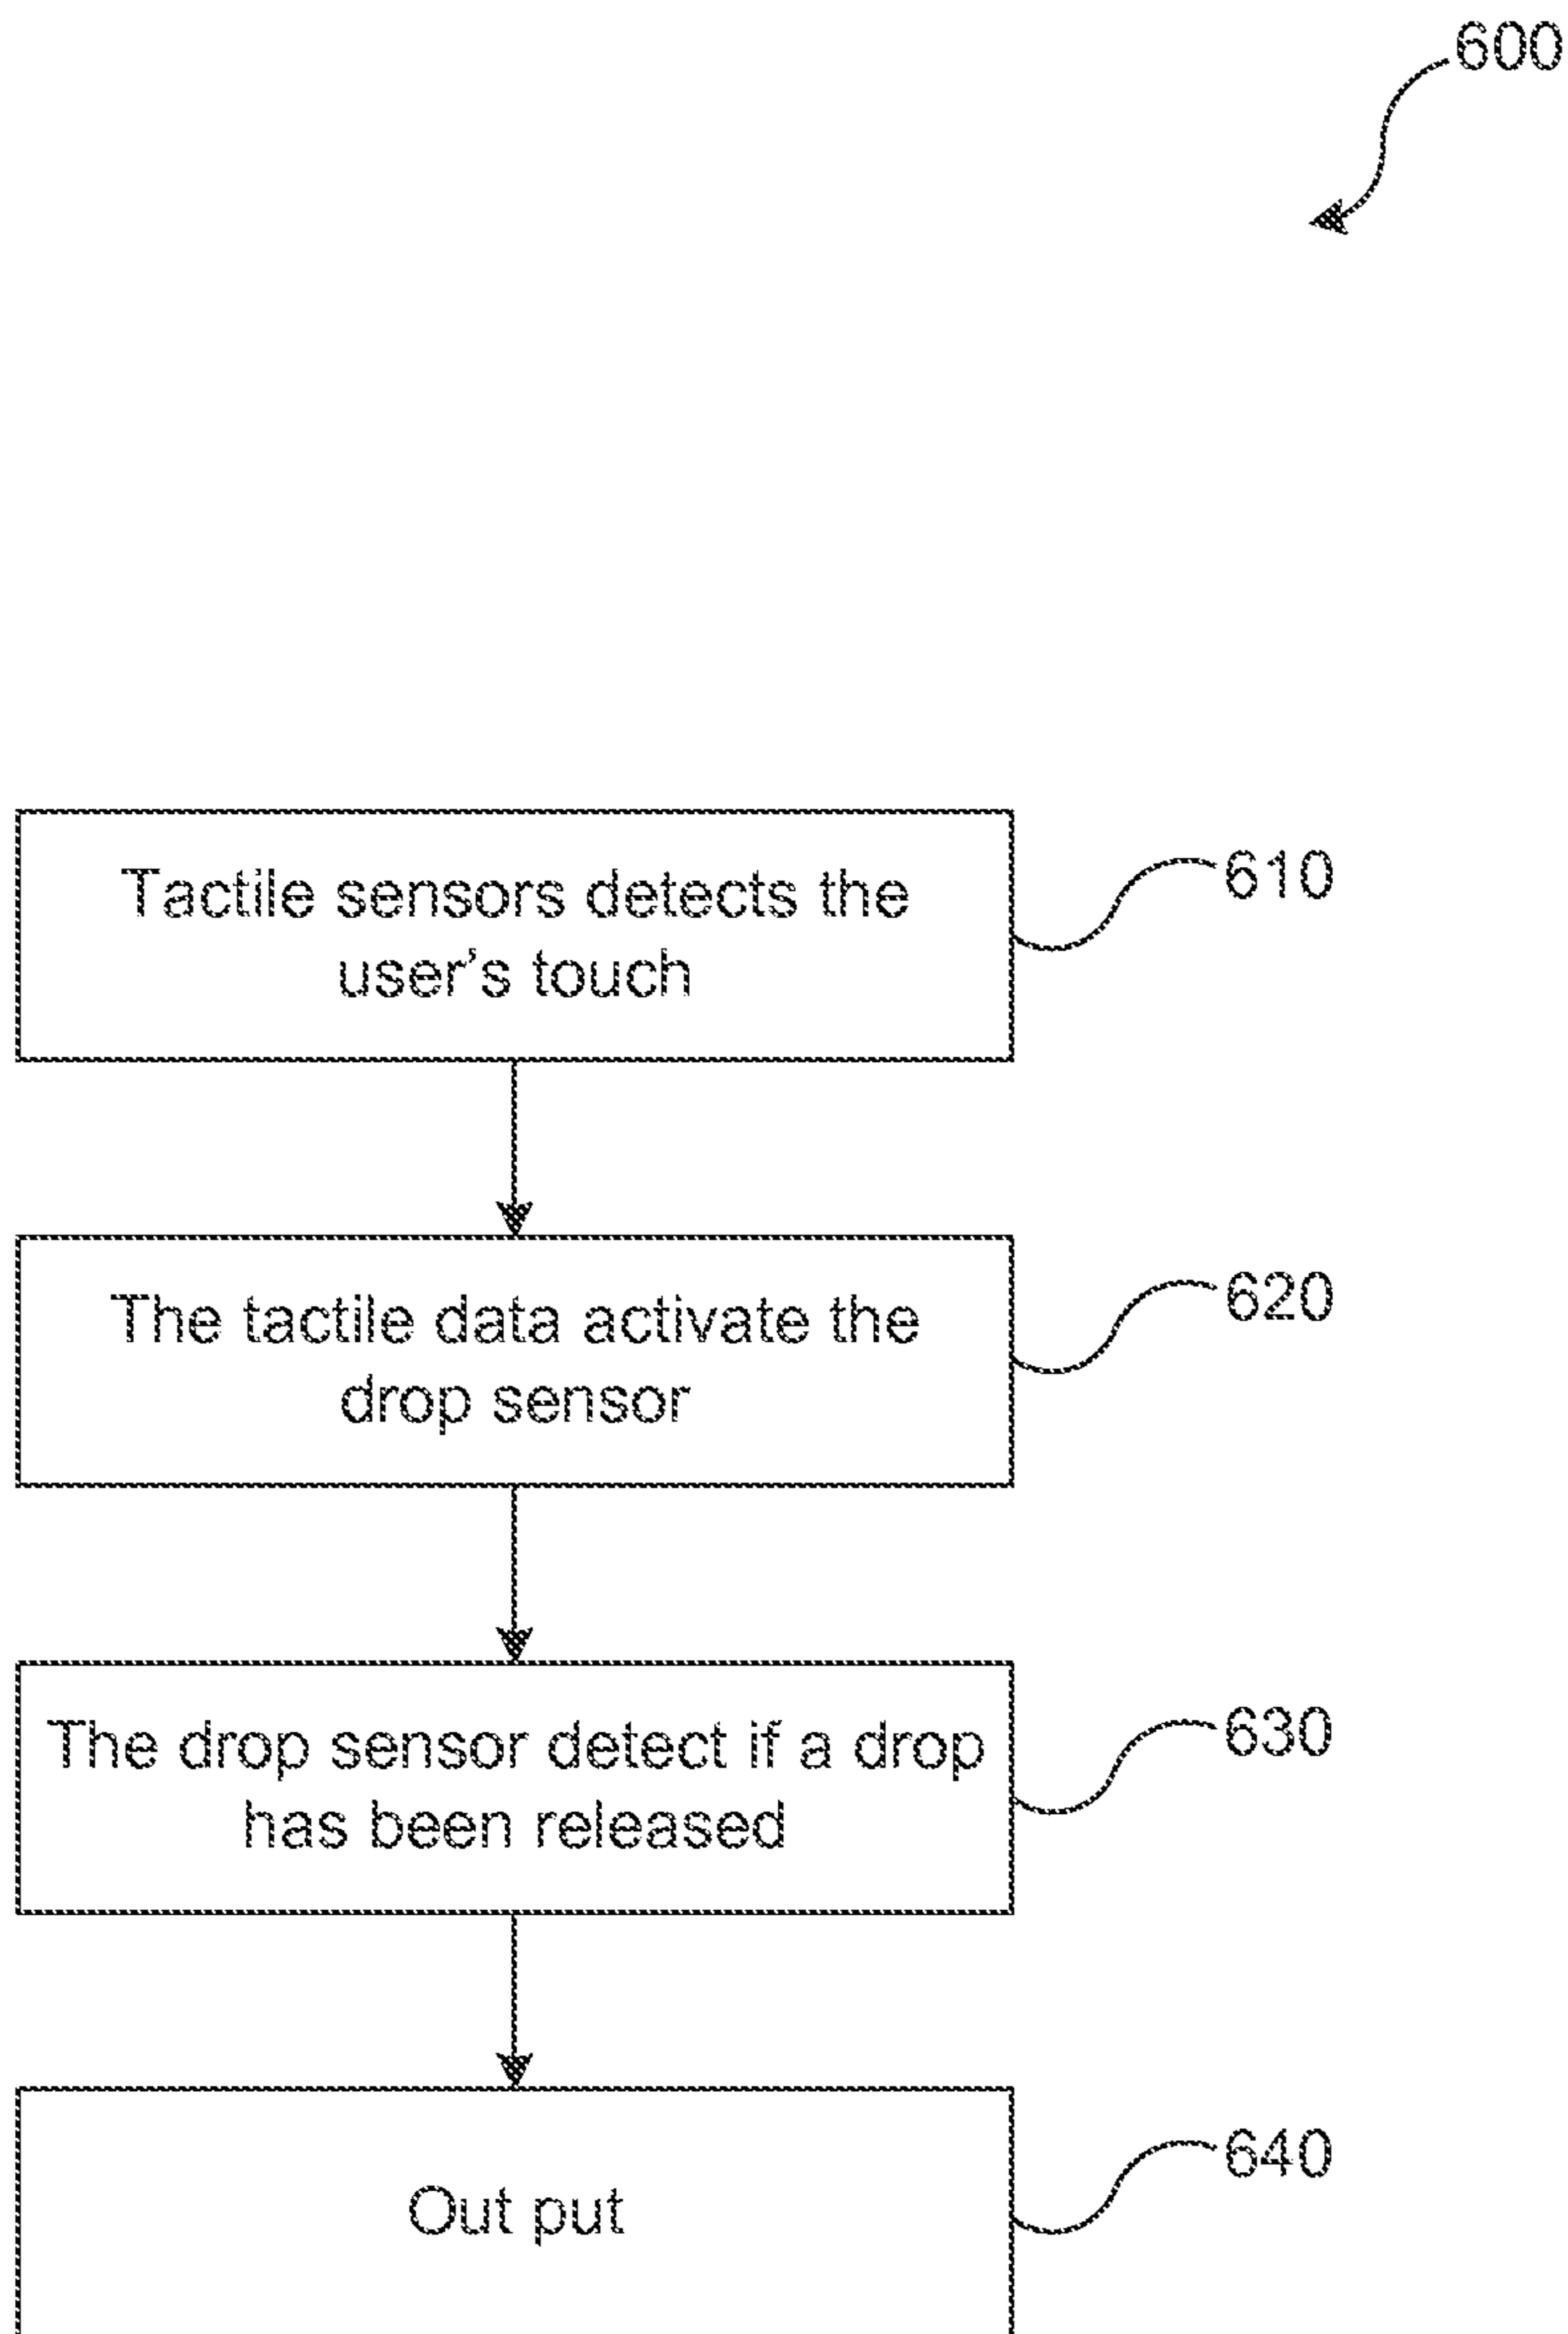 600
Tactile sensors detects the
user's touch
610
The tactile data activate the
drop sensor
620
The drop sensor detect if a drop
has been released
630
Out put
640